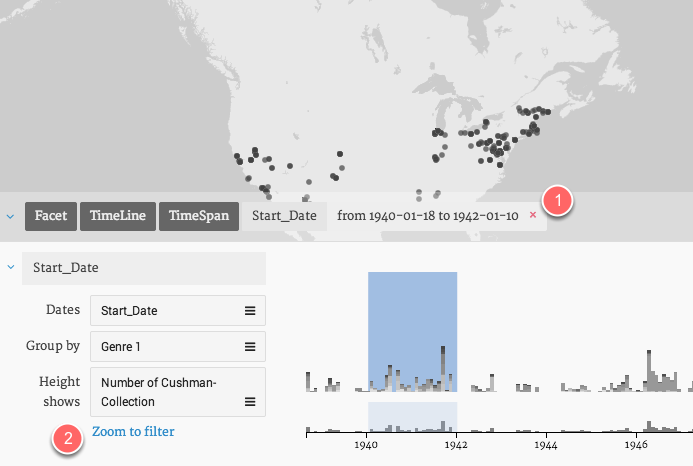 1
Facet TimeLine TimeSpan Start_Date from 1940-01-18 to 1942-01-10 ×
Start_Date
Dates Start_Date
Group by Genre 1
Height shows Number of Cushman-Collection
2 Zoom to filter
1940 1942 1944 1946